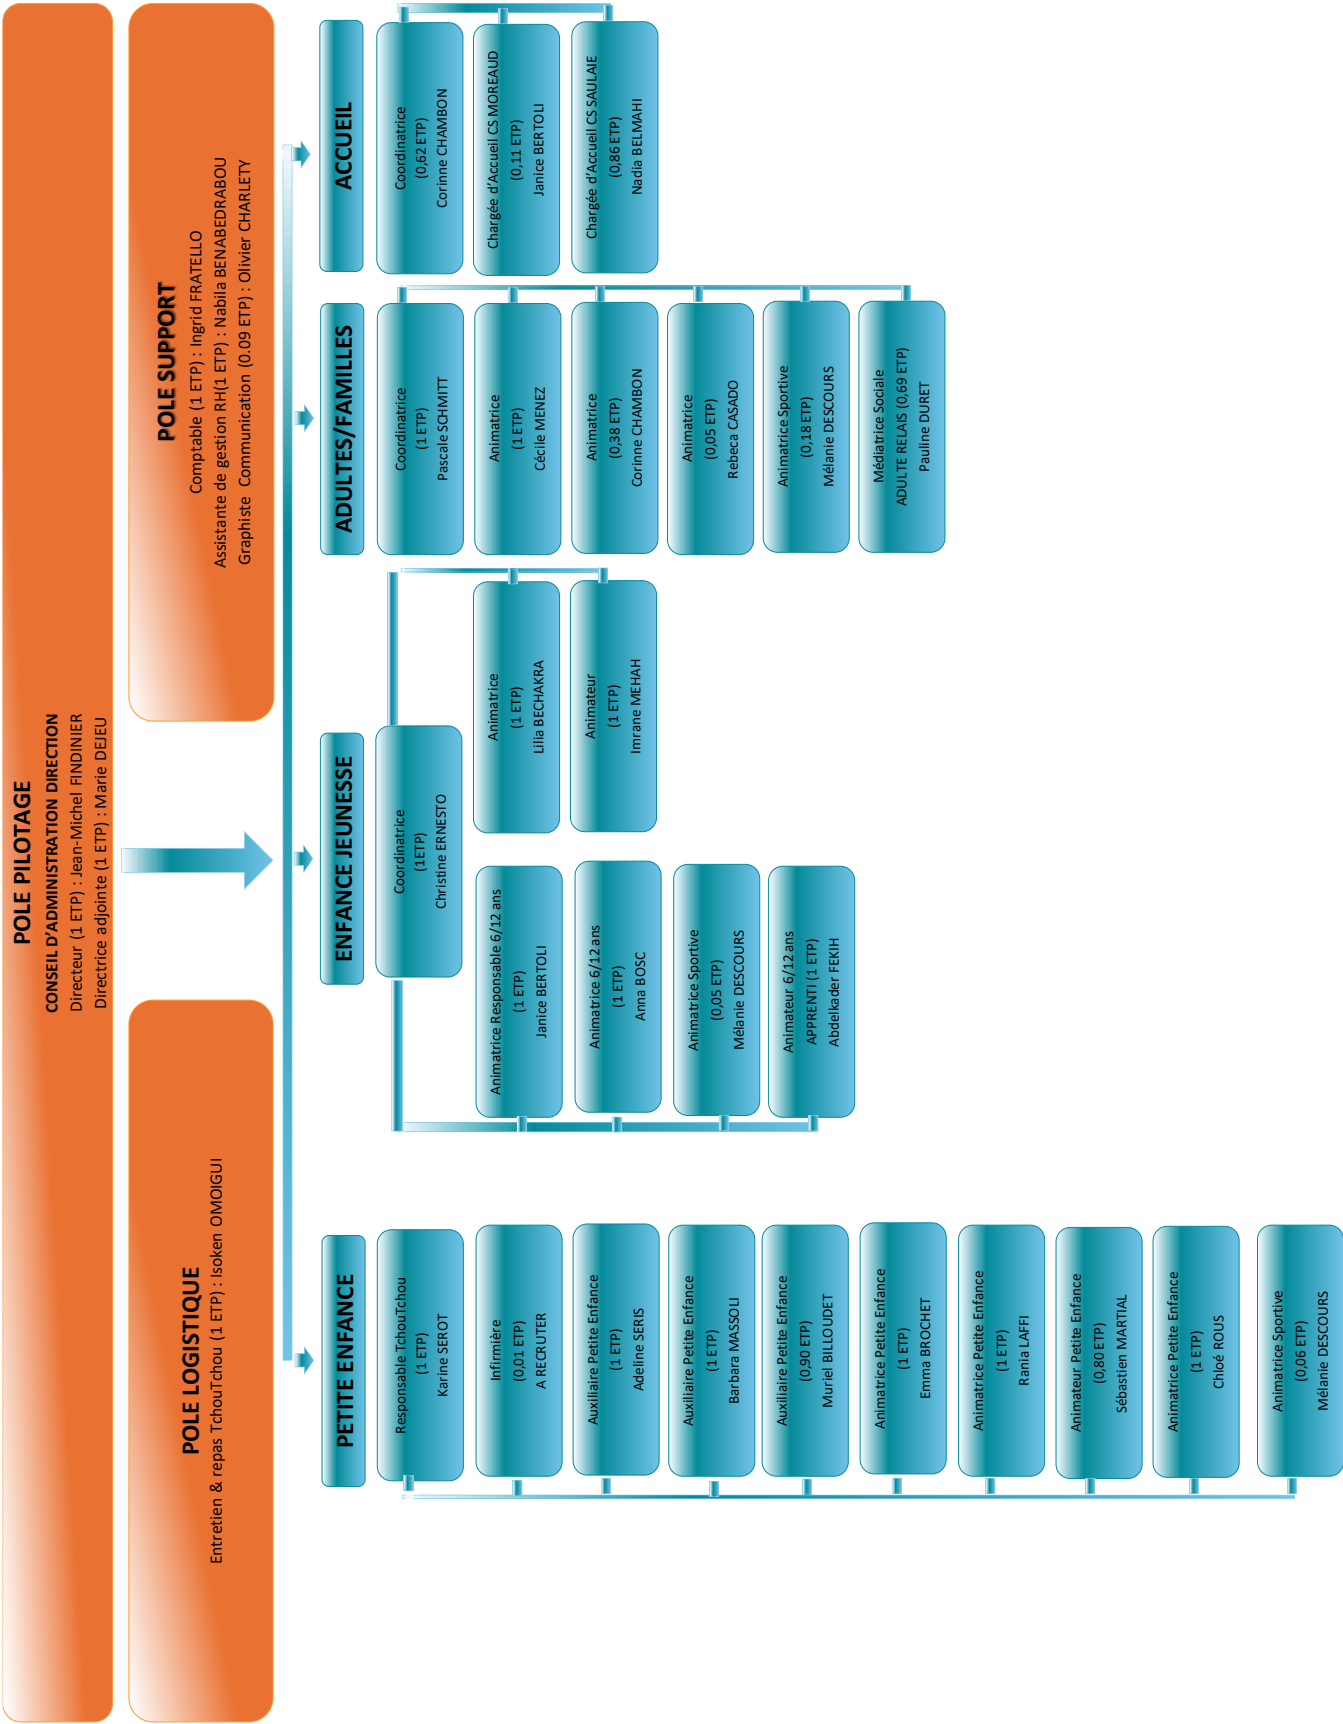 POLE PILOTAGE
CONSEIL D'ADMINISTRATION DIRECTION
Directeur (1 ETP) : Jean-Michel FINDINIER
Directrice adjointe (1 ETP) : Marie DEJEU
POLE LOGISTIQUE
Entretien & repas TchouTchou (1 ETP) : Isoken OMOIGUI
POLE SUPPORT
Comptable (1 ETP) : Ingrid FRATELLO
Assistante de gestion RH(1 ETP) : Nabila BENABEDRABOU
Graphiste Communication (0.09 ETP) : Olivier CHARLETY
PETITE ENFANCE
Responsable TchouTchou
(1 ETP)
Karine SEROT
Infirmière
(0,01 ETP)
A RECRUTER
Auxiliaire Petite Enfance
(1 ETP)
Adeline SERIS
Auxiliaire Petite Enfance
(1 ETP)
Barbara MASSOLI
Auxiliaire Petite Enfance
(0,90 ETP)
Muriel BILLOUDET
Animatrice Petite Enfance
(1 ETP)
Emma BROCHET
Animatrice Petite Enfance
(1 ETP)
Rania LAFFI
Animateur Petite Enfance
(0,80 ETP)
Sébastien MARTIAL
Animatrice Petite Enfance
(1 ETP)
Chloé ROUS
Animatrice Sportive
(0,06 ETP)
Mélanie DESCOURS
ENFANCE JEUNESSE
Coordinatrice
(1ETP)
Christine ERNESTO
Animatrice Responsable 6/12 ans
(1 ETP)
Janice BERTOLI
Animatrice 6/12 ans
(1 ETP)
Anna BOSC
Animatrice Sportive
(0,05 ETP)
Mélanie DESCOURS
Animateur 6/12 ans
APPRENTI (1 ETP)
Abdelkader FEKIH
Animatrice
(1 ETP)
Lilia BECHAKRA
Animateur
(1 ETP)
Imrane MEHAH
ADULTES/FAMILLES
Coordinatrice
(1 ETP)
Pascale SCHMITT
Animatrice
(1 ETP)
Cécile MENEZ
Animatrice
(0,38 ETP)
Corinne CHAMBON
Animatrice
(0,05 ETP)
Rebeca CASADO
Animatrice Sportive
(0,18 ETP)
Mélanie DESCOURS
Médiatrice Sociale
ADULTE RELAIS (0,69 ETP)
Pauline DURET
ACCUEIL
Coordinatrice
(0,62 ETP)
Corinne CHAMBON
Chargée d'Accueil CS MOREAUD
(0,11 ETP)
Janice BERTOLI
Chargée d'Accueil CS SAULAIE
(0,86 ETP)
Nadia BELMAHI